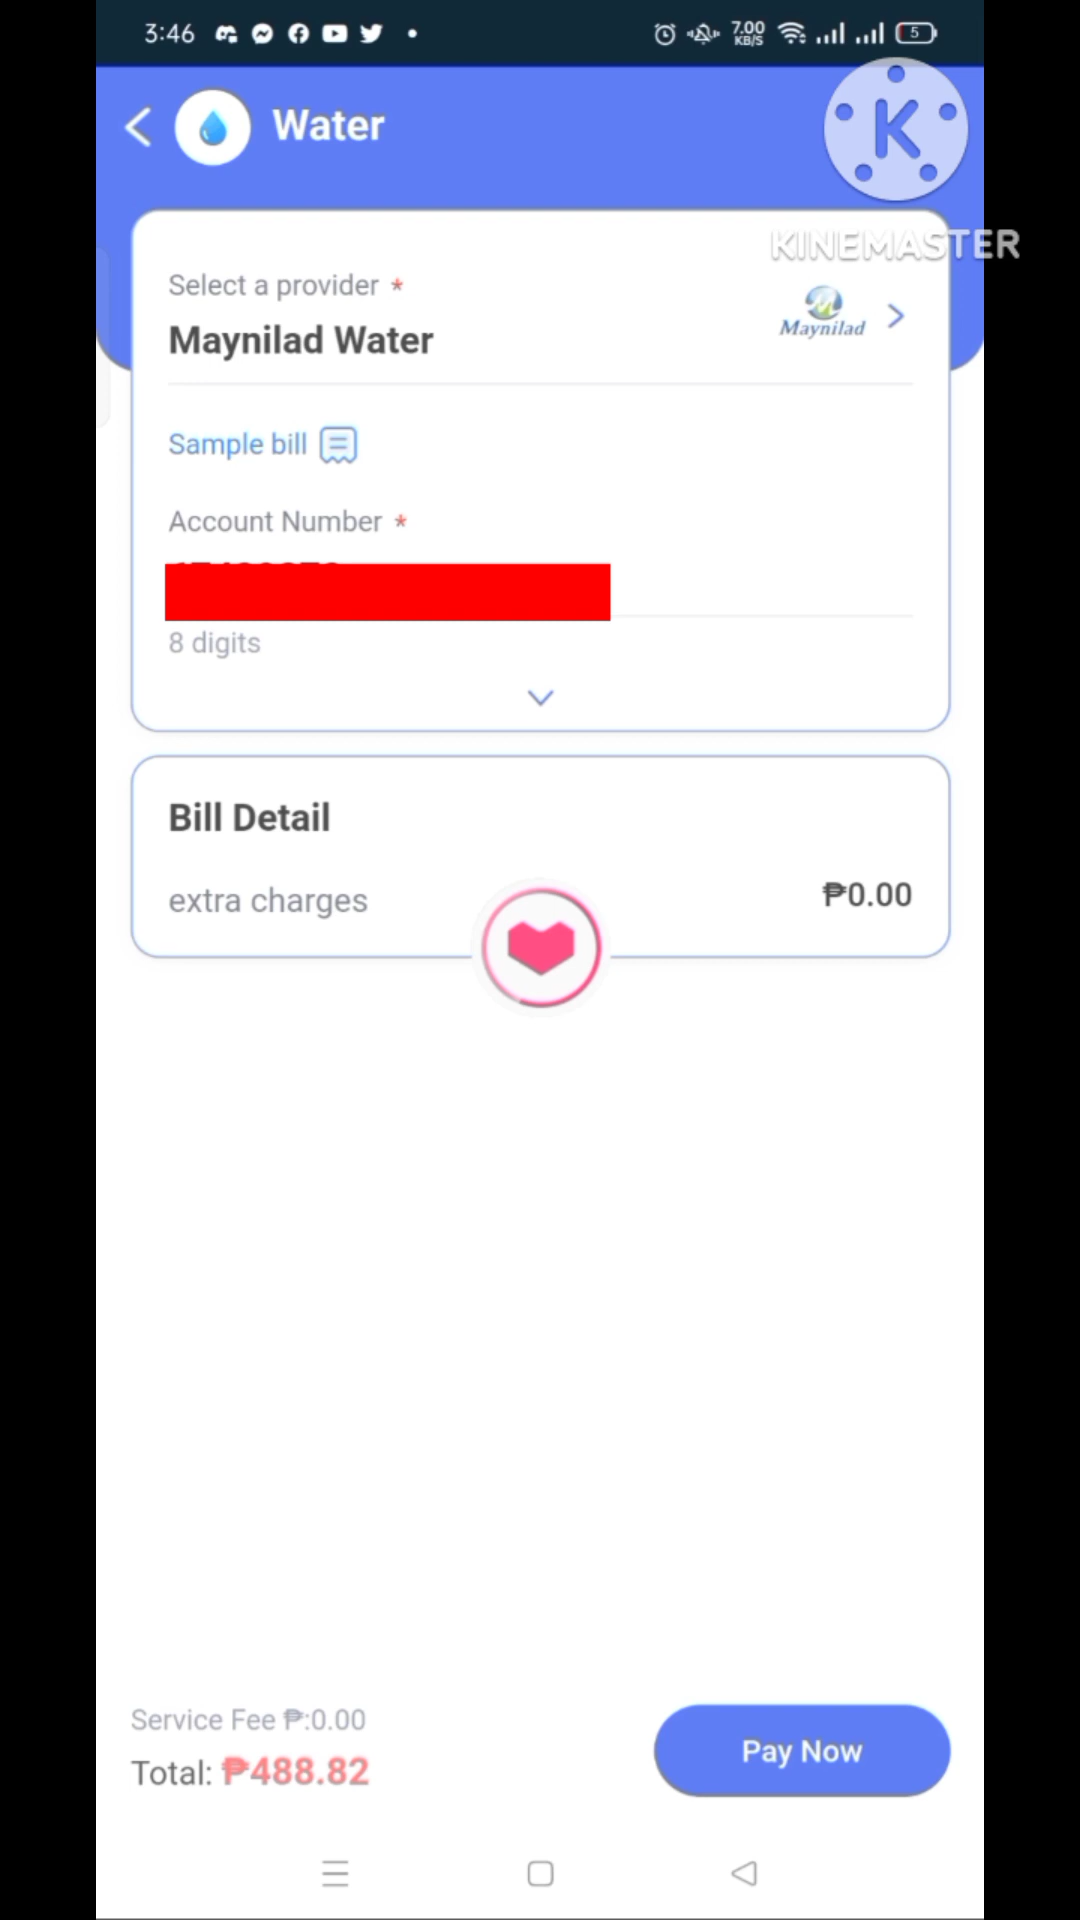 3:46 7.00 KB/S 5
Water
K
KINEMASTER
Select a provider *
Maynilad Water
Maynilad
Sample bill
Account Number *
8 digits
Bill Detail
extra charges ₱0.00
Service Fee ₱:0.00
Total: ₱488.82
Pay Now